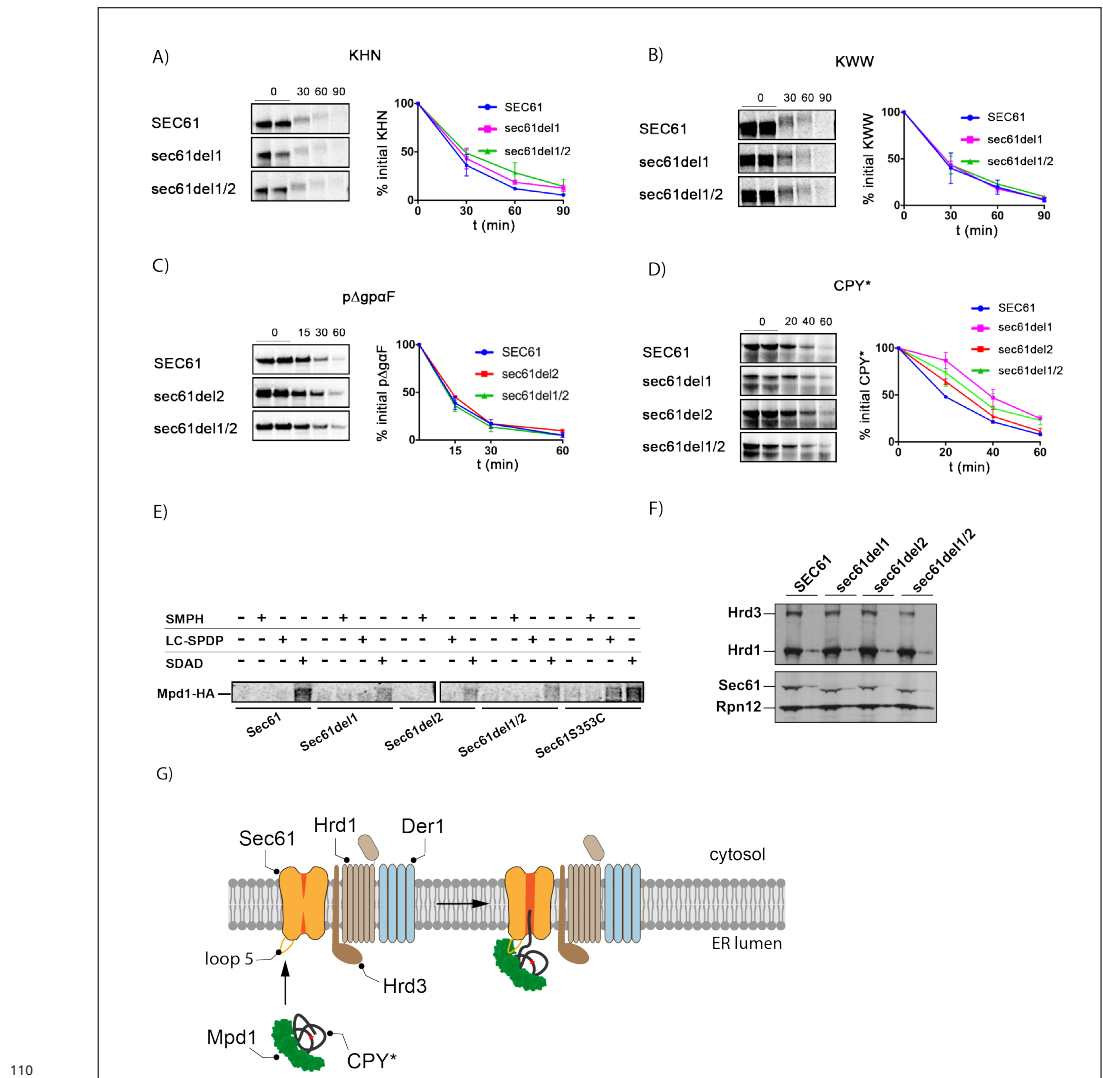 A)
KHN
0 30 60 90
SEC61
sec61del1
sec61del1/2
% initial KHN
100
50
0
0 30 60 90
t (min)
SEC61
sec61del1
sec61del1/2
B)
KWW
0 30 60 90
SEC61
sec61del1
sec61del1/2
% initial KWW
100
50
0
0 30 60 90
t (min)
SEC61
sec61del1
sec61del1/2
C)
pΔgpαF
0 15 30 60
SEC61
sec61del2
sec61del1/2
% initial pΔgαF
100
50
0
15 30 60
t (min)
SEC61
sec61del2
sec61del1/2
D)
CPY*
0 20 40 60
SEC61
sec61del1
sec61del2
sec61del1/2
% initial CPY*
100
75
50
25
0
0 20 40 60
t (min)
SEC61
sec61del1
sec61del2
sec61del1/2
E)
SMPH - + - - - + - - - + - - - + - - - + - -
LC-SPDP - - + - - - + - - - + - - - + - - - + -
SDAD - - - + - - - + - - - + - - - + - - - +
Mpd1-HA
Sec61
Sec61del1
Sec61del2
Sec61del1/2
Sec61S353C
F)
SEC61
sec61del1
sec61del2
sec61del1/2
Hrd3
Hrd1
Sec61
Rpn12
G)
Sec61
Hrd1
Der1
cytosol
ER lumen
loop 5
Hrd3
Mpd1
CPY*
110